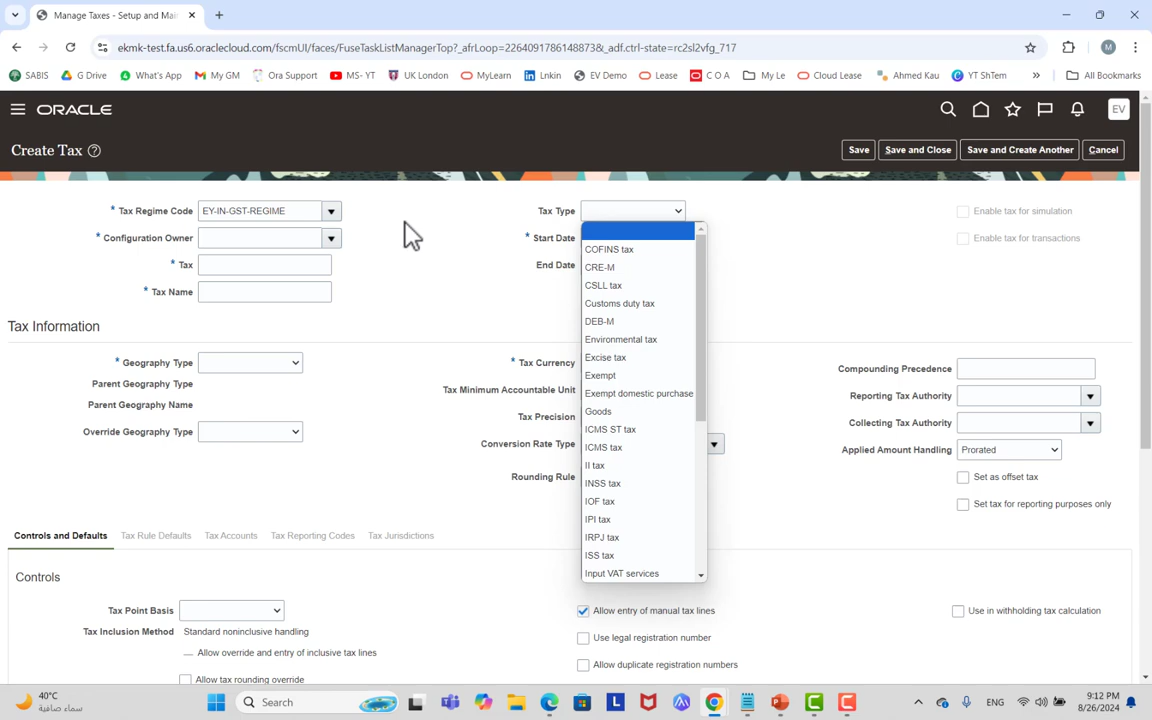 Manage Taxes - Setup and Main
ekmk-test.fa.us6.oraclecloud.com/fscmUI/faces/FuseTaskListManagerTop?_afrLoop=22640917861488​73&_adf.ctrl-state=rc2sl2vfg_717
SABIS G Drive What's App My GM Ora Support MS- YT UK London MyLearn Lnkin EV Demo Lease C O A My Le Cloud Lease Ahmed Kau YT ShTem » All Bookmarks
ORACLE EV
Create Tax Save Save and Close Save and Create Another Cancel
* Tax Regime Code EY-IN-GST-REGIME Tax Type Enable tax for simulation
* Configuration Owner * Start Date Enable tax for transactions
* Tax End Date
* Tax Name
COFINS tax
CRE-M
CSLL tax
Customs duty tax
DEB-M
Environmental tax
Excise tax
Exempt
Exempt domestic purchase
Goods
ICMS ST tax
ICMS tax
II tax
INSS tax
IOF tax
IPI tax
IRPJ tax
ISS tax
Input VAT services
Tax Information
* Geography Type * Tax Currency Compounding Precedence
Parent Geography Type Tax Minimum Accountable Unit Reporting Tax Authority
Parent Geography Name Tax Precision Collecting Tax Authority
Override Geography Type Conversion Rate Type Applied Amount Handling Prorated
Rounding Rule Set as offset tax
Set tax for reporting purposes only
Controls and Defaults Tax Rule Defaults Tax Accounts Tax Reporting Codes Tax Jurisdictions
Controls
Tax Point Basis Allow entry of manual tax lines Use in withholding tax calculation
Tax Inclusion Method Standard noninclusive handling Use legal registration number
Allow override and entry of inclusive tax lines Allow duplicate registration numbers
Allow tax rounding override
40°C Search ENG 9:12 PM
سماء صافية 8/26/2024